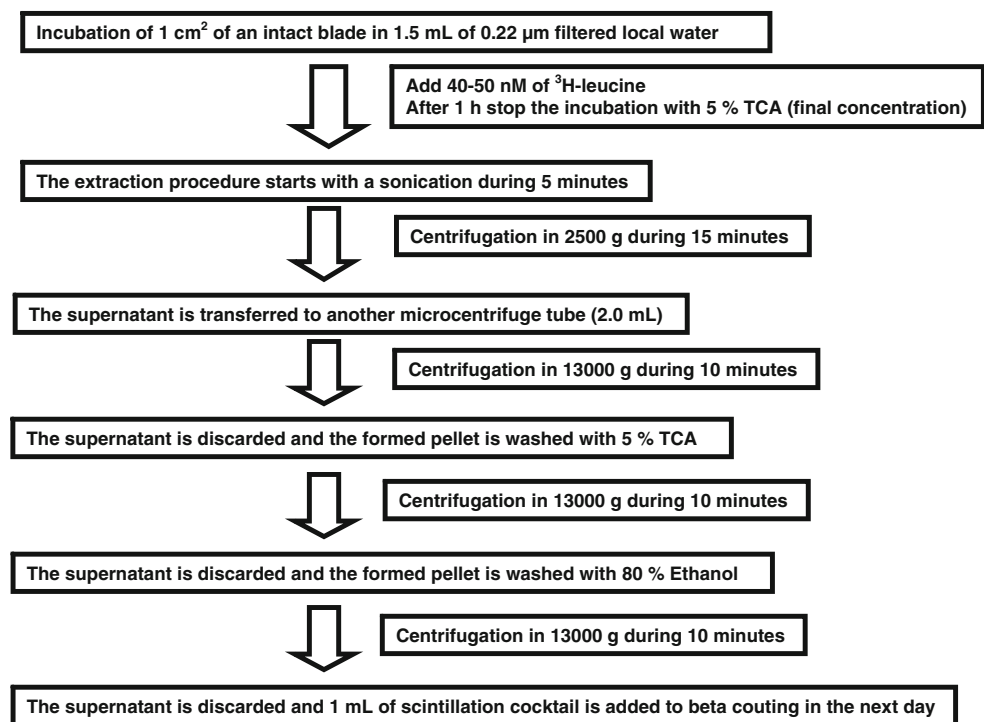 Incubation of 1 cm² of an intact blade in 1.5 mL of 0.22 µm filtered local water
Add 40-50 nM of ³H-leucine
After 1 h stop the incubation with 5 % TCA (final concentration)
The extraction procedure starts with a sonication during 5 minutes
Centrifugation in 2500 g during 15 minutes
The supernatant is transferred to another microcentrifuge tube (2.0 mL)
Centrifugation in 13000 g during 10 minutes
The supernatant is discarded and the formed pellet is washed with 5 % TCA
Centrifugation in 13000 g during 10 minutes
The supernatant is discarded and the formed pellet is washed with 80 % Ethanol
Centrifugation in 13000 g during 10 minutes
The supernatant is discarded and 1 mL of scintillation cocktail is added to beta couting in the next day